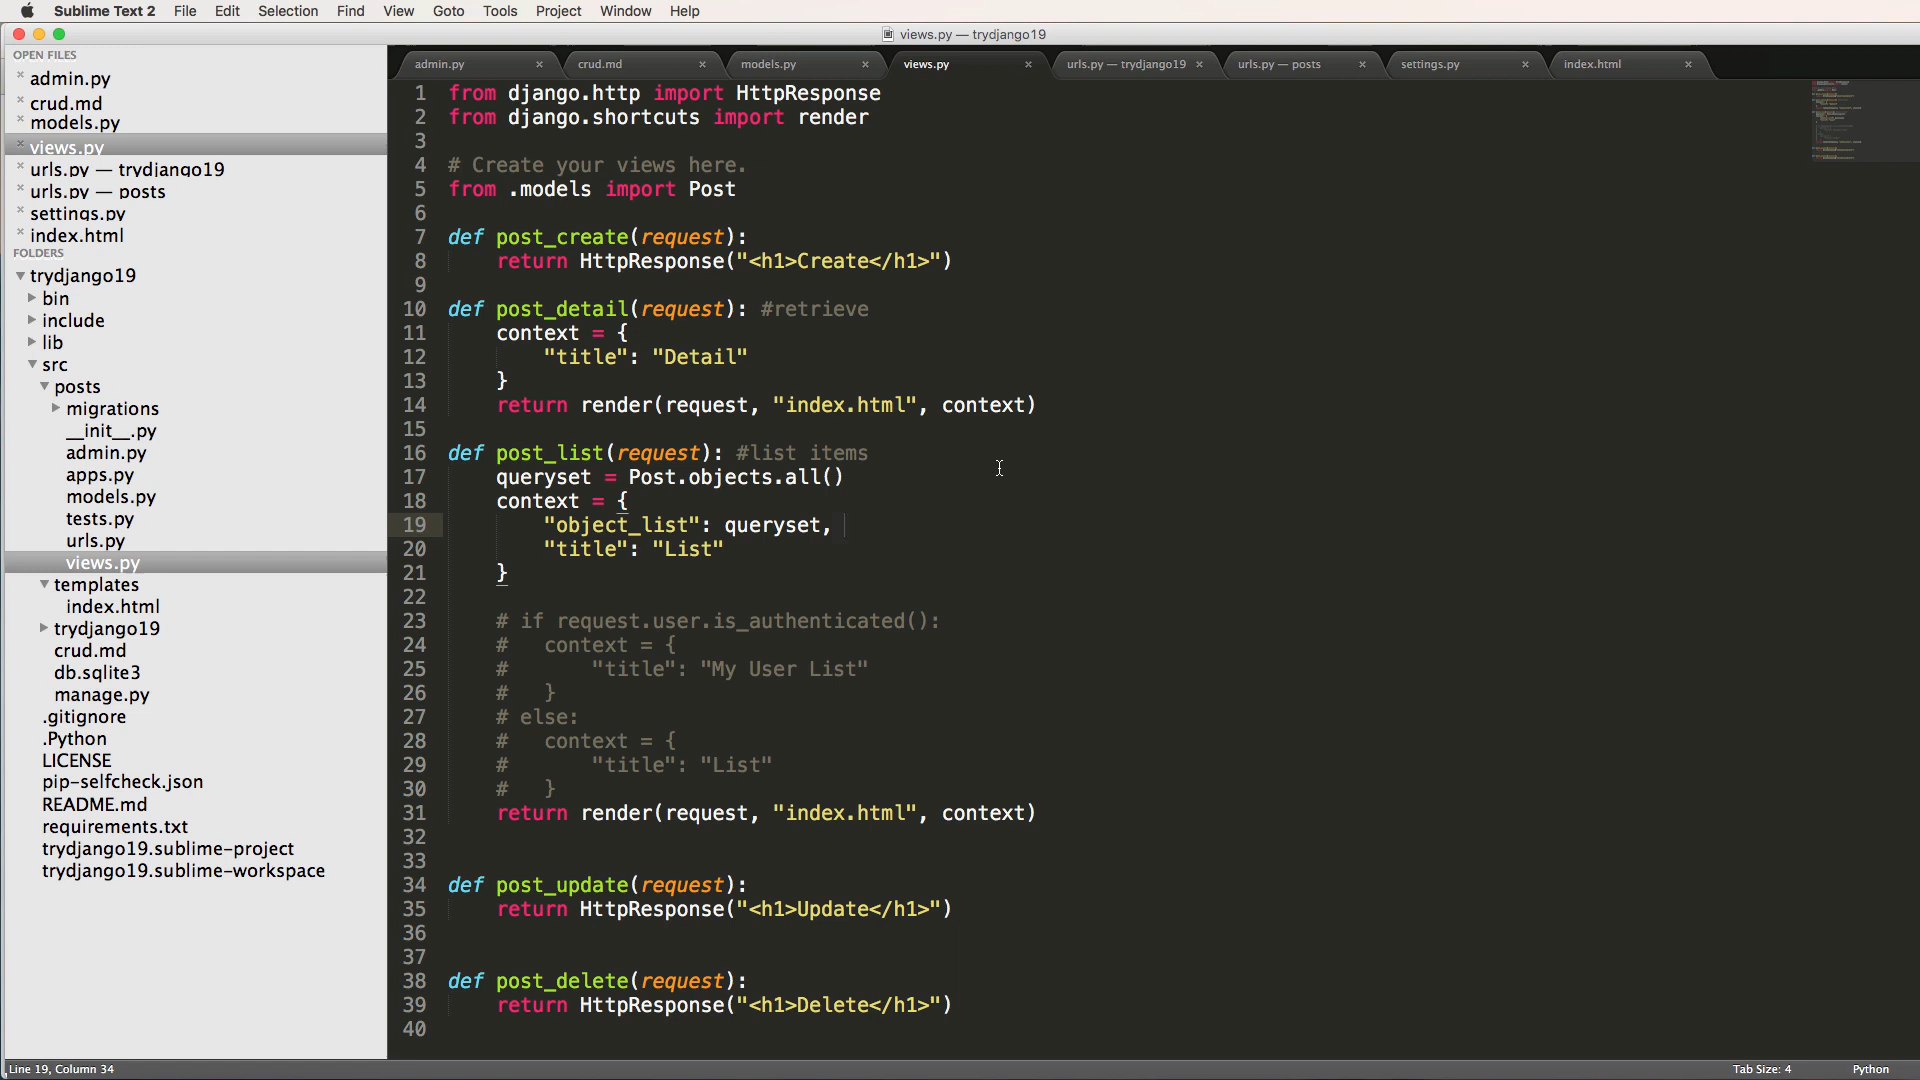 Sublime Text 2 File Edit Selection Find View Goto Tools Project Window Help
views.py — trydjango19
OPEN FILES
admin.py
crud.md
models.py
views.py
urls.py — trydjango19
urls.py — posts
settings.py
index.html
FOLDERS
trydjango19
bin
include
lib
src
posts
migrations
__init__.py
admin.py
apps.py
models.py
tests.py
urls.py
views.py
templates
index.html
trydjango19
crud.md
db.sqlite3
manage.py
.gitignore
.Python
LICENSE
pip-selfcheck.json
README.md
requirements.txt
trydjango19.sublime-project
trydjango19.sublime-workspace
admin.py crud.md models.py views.py urls.py — trydjango19 urls.py — posts settings.py index.html
1 from django.http import HttpResponse
2 from django.shortcuts import render
3
4 # Create your views here.
5 from .models import Post
6
7 def post_create(request):
8     return HttpResponse("<h1>Create</h1>")
9
10 def post_detail(request): #retrieve
11     context = {
12         "title": "Detail"
13     }
14     return render(request, "index.html", context)
15
16 def post_list(request): #list items
17     queryset = Post.objects.all()
18     context = {
19         "object_list": queryset,
20         "title": "List"
21     }
22
23     # if request.user.is_authenticated():
24     #   context = {
25     #       "title": "My User List"
26     #   }
27     # else:
28     #   context = {
29     #       "title": "List"
30     #   }
31     return render(request, "index.html", context)
32
33
34 def post_update(request):
35     return HttpResponse("<h1>Update</h1>")
36
37
38 def post_delete(request):
39     return HttpResponse("<h1>Delete</h1>")
40
Line 19, Column 34 Tab Size: 4 Python